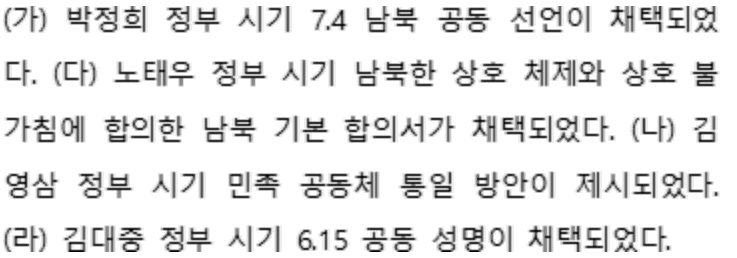 (가) 박정희 정부 시기 7.4 남북 공동 선언이 채택되었
다. (다) 노태우 정부 시기 남북한 상호 체제와 상호 불
가침에 합의한 남북 기본 합의서가 채택되었다. (나) 김
영삼 정부 시기 민족 공동체 통일 방안이 제시되었다.
(라) 김대중 정부 시기 6.15 공동 성명이 채택되었다.